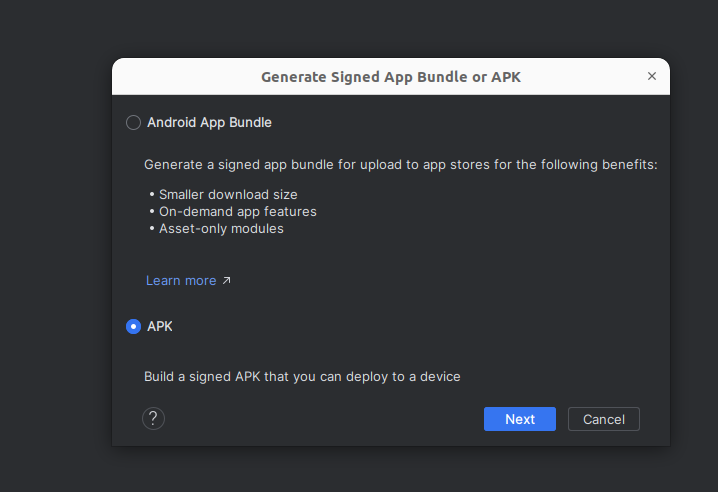 Generate Signed App Bundle or APK
×
Android App Bundle
Generate a signed app bundle for upload to app stores for the following benefits:
• Smaller download size
• On-demand app features
• Asset-only modules
Learn more ↗
APK
Build a signed APK that you can deploy to a device
?
Next
Cancel